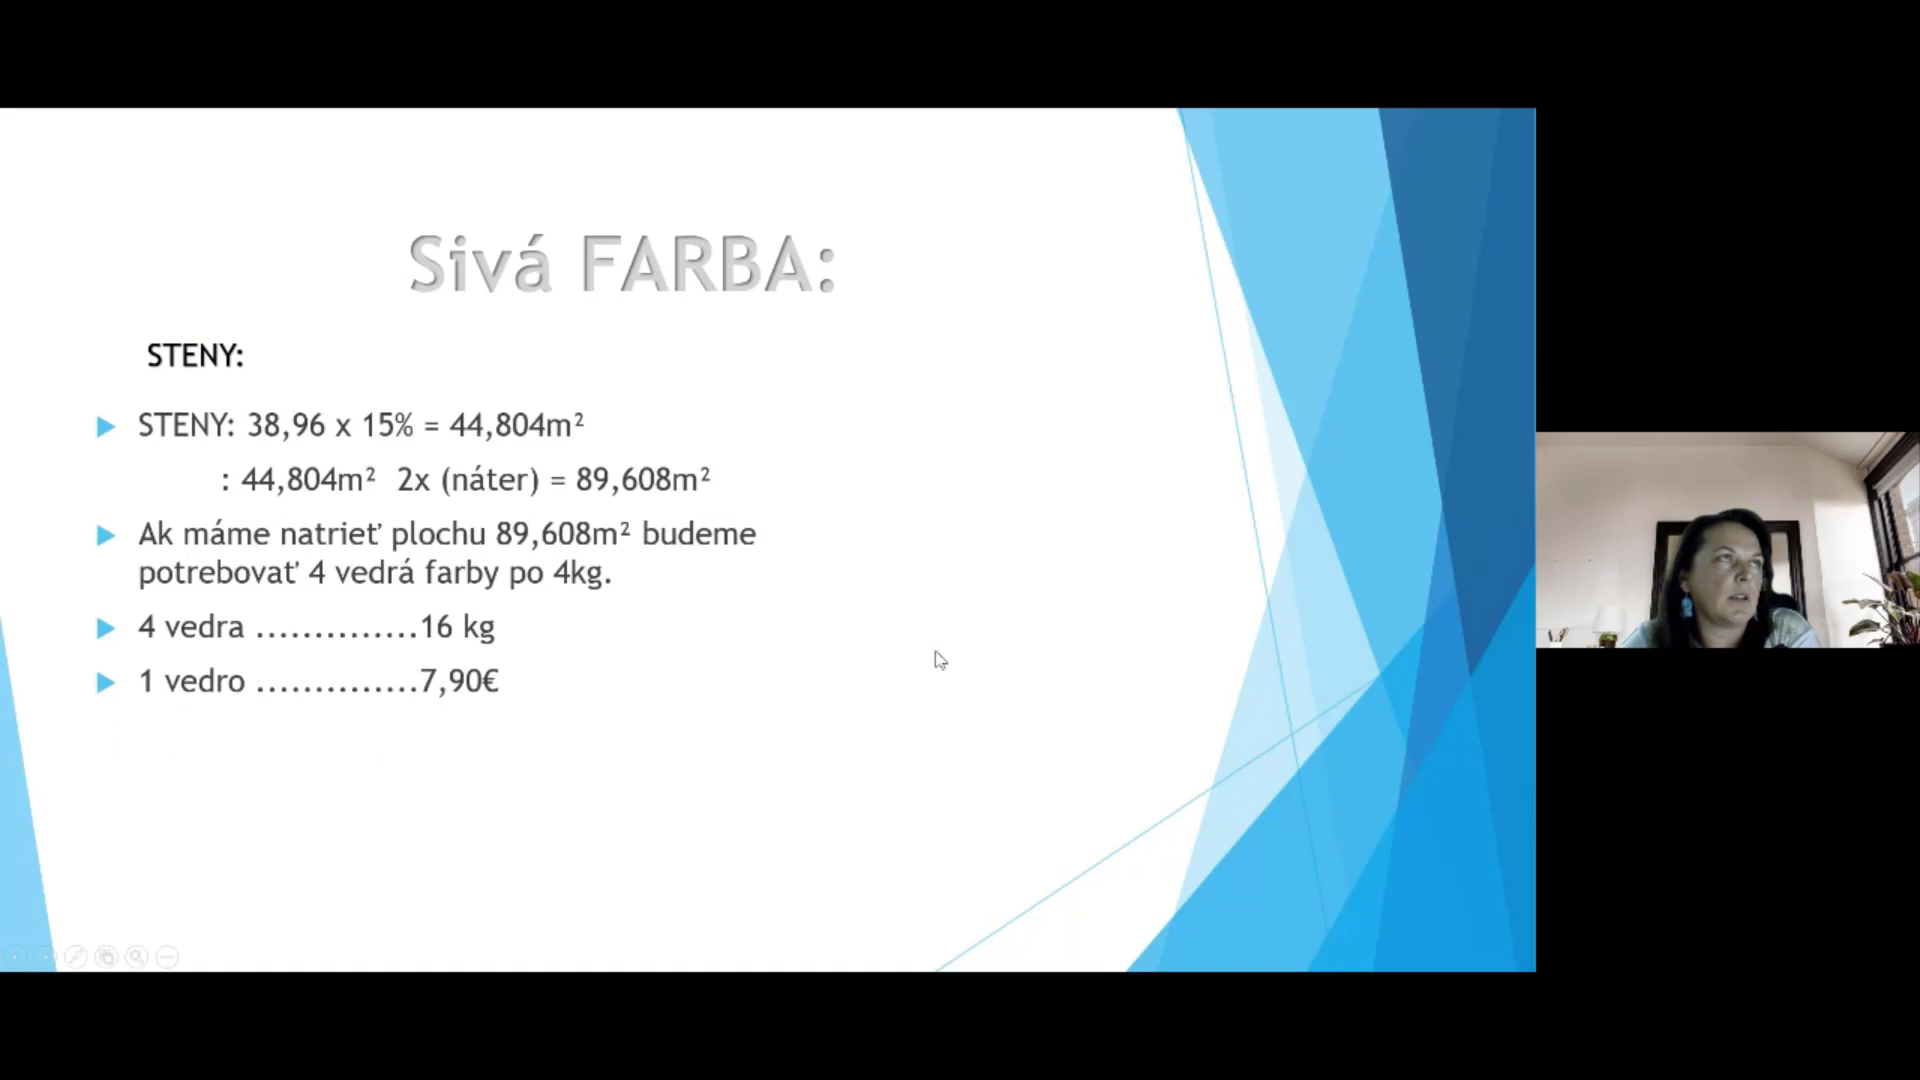 Sivá FARBA:
STENY:
STENY: 38,96 x 15% = 44,804m²
: 44,804m² 2x (náter) = 89,608m²
Ak máme natrieť plochu 89,608m² budeme
potrebovať 4 vedrá farby po 4kg.
4 vedra ..............16 kg
1 vedro ..............7,90€